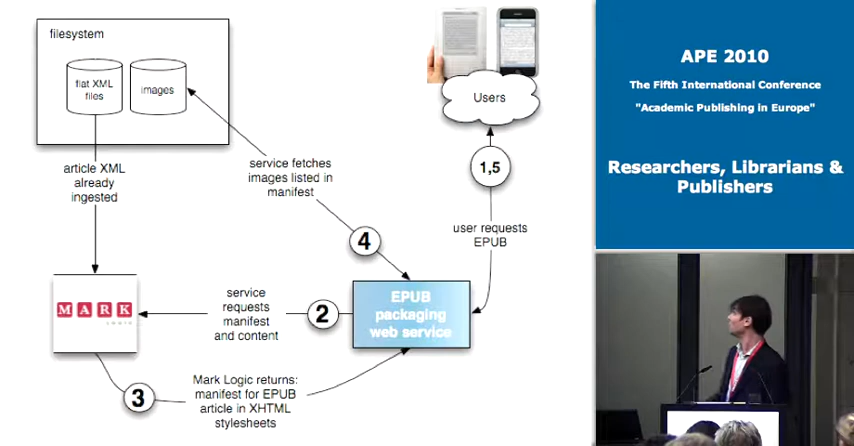 filesystem
flat XML
files
images
Users
article XML
already
ingested
service fetches
images listed in
manifest
1,5
user requests
EPUB
4
MARK
LOGIC
service
requests
manifest
and content
2
EPUB
packaging
web service
3
Mark Logic returns:
manifest for EPUB
article in XHTML
stylesheets
APE 2010
The Fifth International Conference
"Academic Publishing in Europe"
Researchers, Librarians &
Publishers